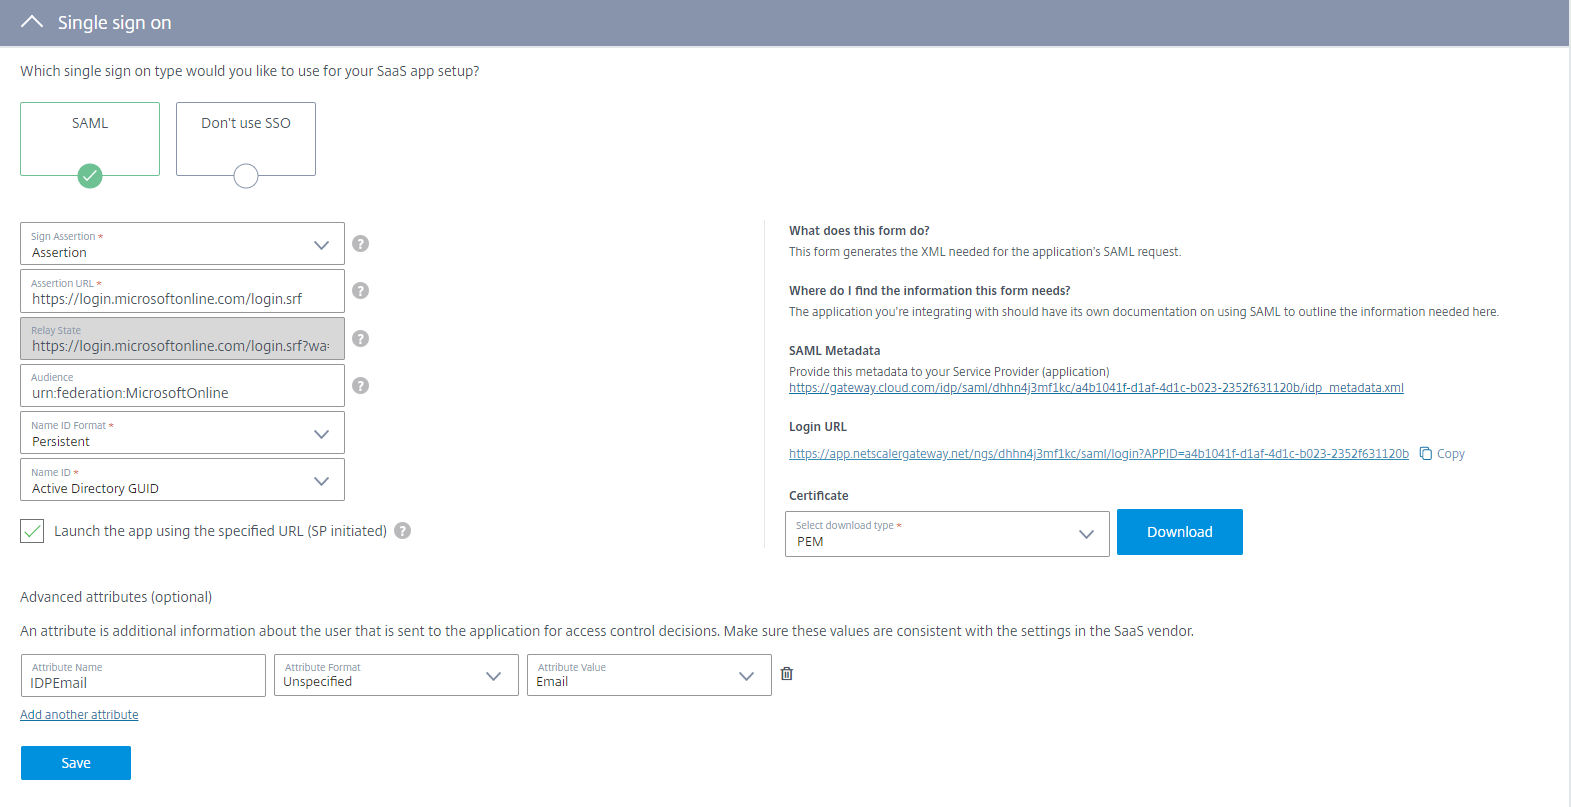 Single sign on
Which single sign on type would you like to use for your SaaS app setup?
SAML
Don't use SSO
Sign Assertion *
Assertion
?
Assertion URL *
https://login.microsoftonline.com/login.srf
?
Relay State
https://login.microsoftonline.com/login.srf?wa=
?
Audience
urn:federation:MicrosoftOnline
?
Name ID Format *
Persistent
Name ID *
Active Directory GUID
Launch the app using the specified URL (SP initiated) ?
What does this form do?
This form generates the XML needed for the application's SAML request.
Where do I find the information this form needs?
The application you're integrating with should have its own documentation on using SAML to outline the information needed here.
SAML Metadata
Provide this metadata to your Service Provider (application)
https://gateway.cloud.com/idp/saml/dhhn4j3mf1kc/a4b1041f-d1af-4d1c-b023-2352f631120b/idp_metadata.xml
Login URL
https://app.netscalergateway.net/ngs/dhhn4j3mf1kc/saml/login?APPID=a4b1041f-d1af-4d1c-b023-2352f631120b Copy
Certificate
Select download type *
PEM
Download
Advanced attributes (optional)
An attribute is additional information about the user that is sent to the application for access control decisions. Make sure these values are consistent with the settings in the SaaS vendor.
Attribute Name
IDPEmail
Attribute Format
Unspecified
Attribute Value
Email
Add another attribute
Save